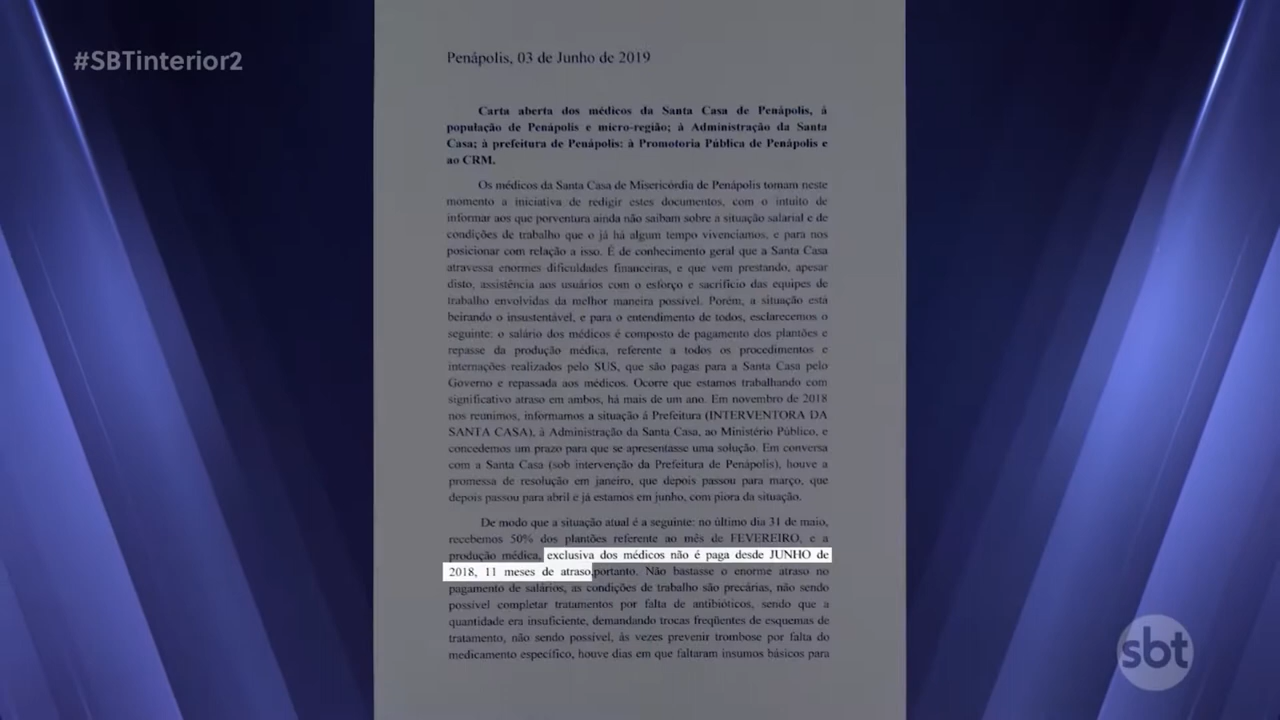 #SBTinterior2
Penápolis, 03 de Junho de 2019
Carta aberta dos médicos da Santa Casa de Penápolis, à
população de Penápolis e micro-região; à Administração da Santa
Casa; à prefeitura de Penápolis: à Promotoria Pública de Penápolis e
ao CRM.
Os médicos da Santa Casa de Misericórdia de Penápolis tomam neste
momento a iniciativa de redigir estes documentos, com o intuito de
informar aos que porventura ainda não saibam sobre a situação salarial e de
condições de trabalho que o já há algum tempo vivenciamos, e para nos
posicionar com relação a isso. É de conhecimento geral que a Santa Casa
atravessa enormes dificuldades financeiras, e que vem prestando, apesar
disto, assistência aos usuários com o esforço e sacrifício das equipes de
trabalho envolvidas da melhor maneira possível. Porém, a situação está
beirando o insustentável, e para o entendimento de todos, esclarecemos o
seguinte: o salário dos médicos é composto de pagamento dos plantões e
repasse da produção médica, referente a todos os procedimentos e
internações realizados pelo SUS, que são pagas para a Santa Casa pelo
Governo e repassada aos médicos. Ocorre que estamos trabalhando com
significativo atraso em ambos, há mais de um ano. Em novembro de 2018
nos reunimos, informamos a situação á Prefeitura (INTERVENTORA DA
SANTA CASA), à Administração da Santa Casa, ao Ministério Público, e
concedemos um prazo para que se apresentasse uma solução. Em conversa
com a Santa Casa (sob intervenção da Prefeitura de Penápolis), houve a
promessa de resolução em janeiro, que depois passou para março, que
depois passou para abril e já estamos em junho, com piora da situação.
De modo que a situação atual é a seguinte: no último dia 31 de maio,
recebemos 50% dos plantões referente ao mês de FEVEREIRO, e a
produção médica, exclusiva dos médicos não é paga desde JUNHO de
2018, 11 meses de atraso,portanto. Não bastasse o enorme atraso no
pagamento de salários, as condições de trabalho são precárias, não sendo
possível completar tratamentos por falta de antibióticos, sendo que a
quantidade era insuficiente, demandando trocas freqüentes de esquemas de
tratamento, não sendo possível, às vezes prevenir trombose por falta do
medicamento específico, houve dias em que faltaram insumos básicos para
sbt